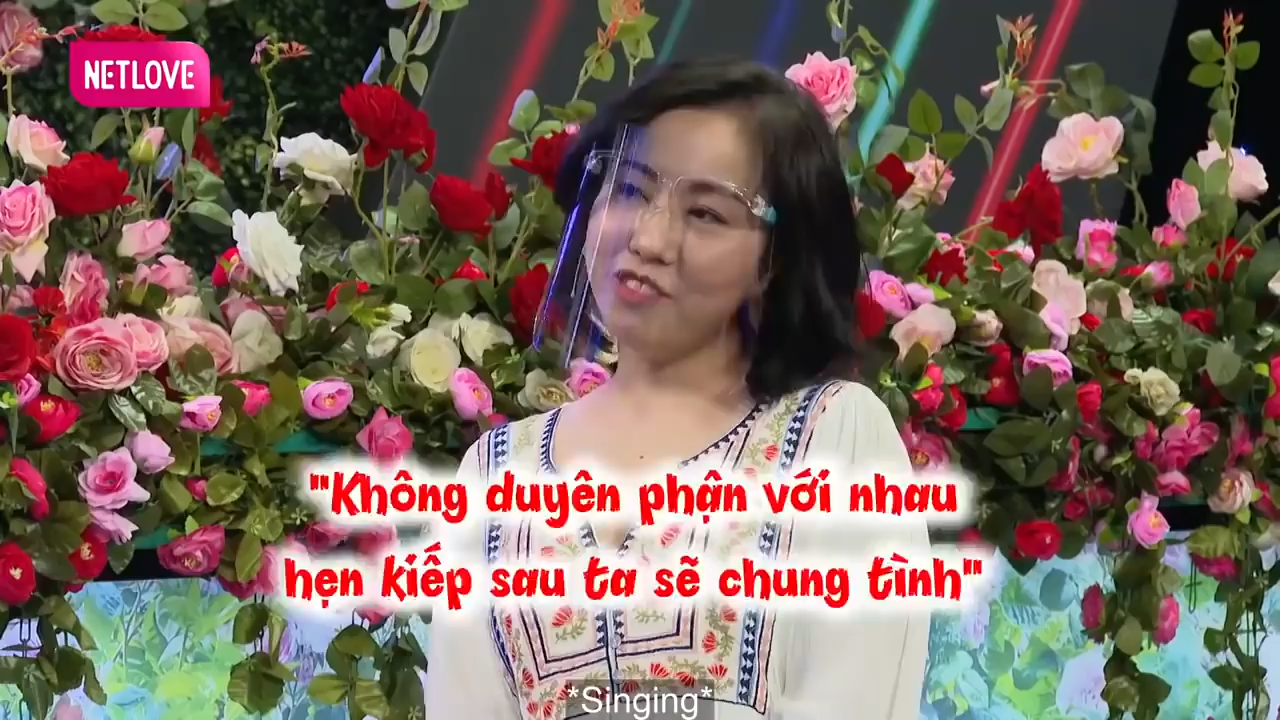 NETLOVE
"'Không duyên phận với nhau
hẹn kiếp sau ta sẽ chung tình'"
*Singing*